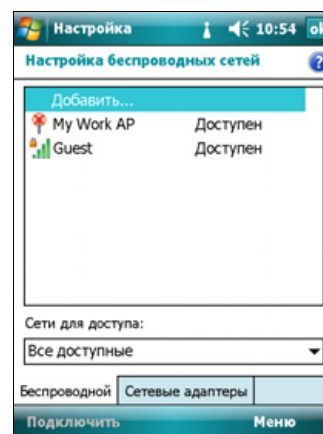 Настройка 10:54 ok
Настройка беспроводных сетей ?
Добавить...
My Work AP Доступен
Guest Доступен
Сети для доступа:
Все доступные
Беспроводной Сетевые адаптеры
Подключить Меню